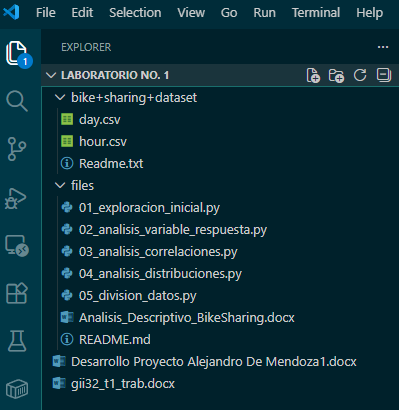 File Edit Selection View Go Run Terminal Help
EXPLORER
LABORATORIO NO. 1
bike+sharing+dataset
day.csv
hour.csv
Readme.txt
files
01_exploracion_inicial.py
02_analisis_variable_respuesta.py
03_analisis_correlaciones.py
04_analisis_distribuciones.py
05_division_datos.py
Analisis_Descriptivo_BikeSharing.docx
README.md
Desarrollo Proyecto Alejandro De Mendoza1.docx
gii32_t1_trab.docx
1